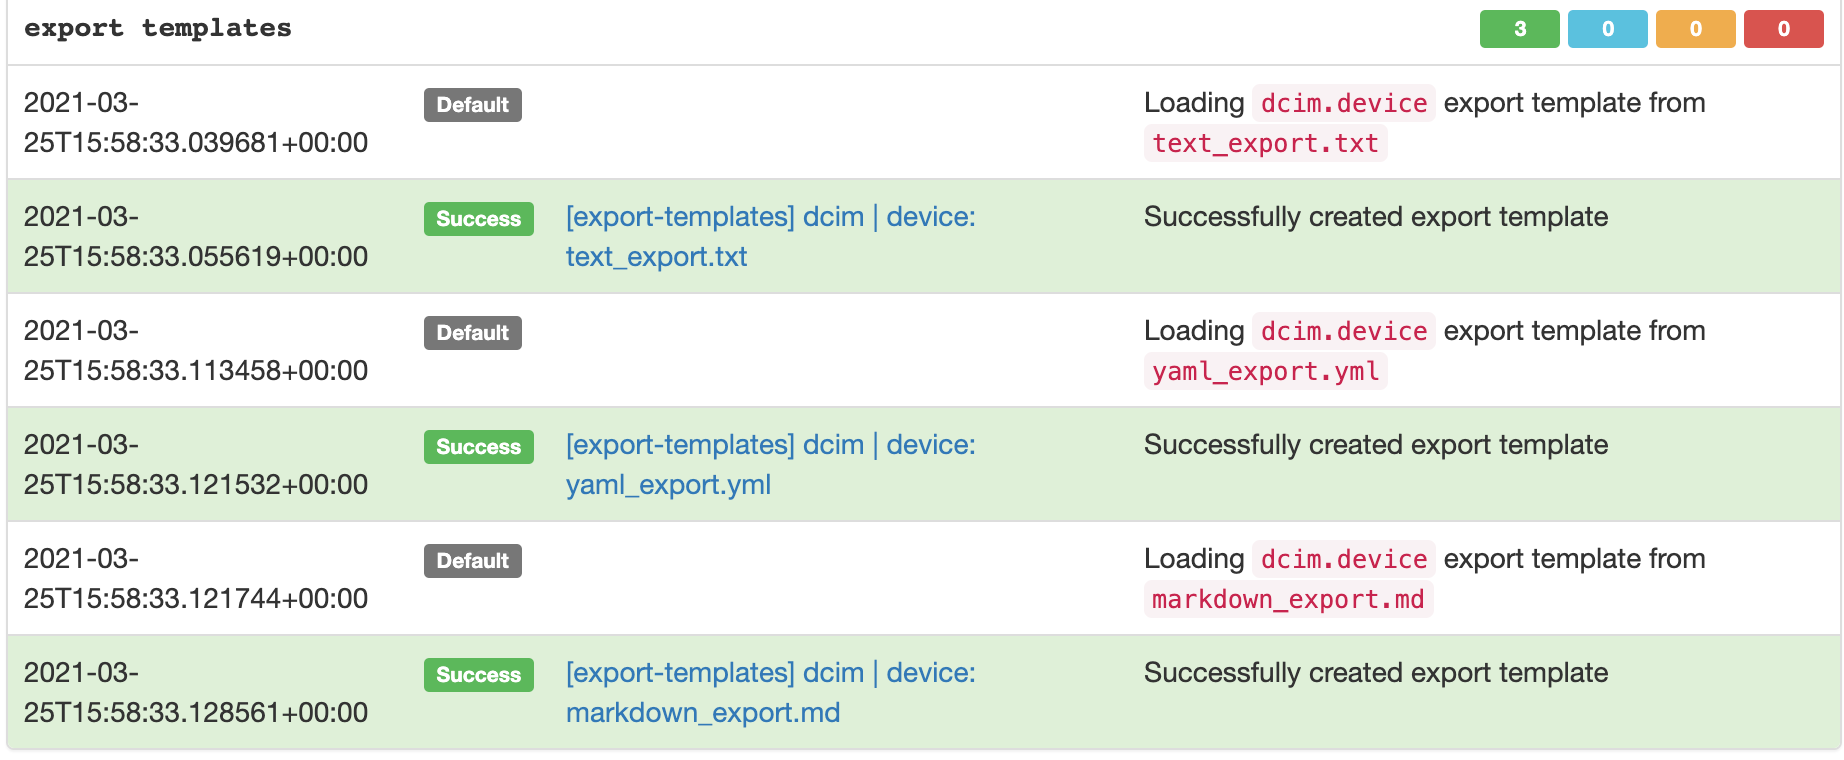 export templates 3 0 0 0
2021-03- Default Loading dcim.device export template from
25T15:58:33.039681+00:00 text_export.txt
2021-03- Success [export-templates] dcim | device: Successfully created export template
25T15:58:33.055619+00:00 text_export.txt
2021-03- Default Loading dcim.device export template from
25T15:58:33.113458+00:00 yaml_export.yml
2021-03- Success [export-templates] dcim | device: Successfully created export template
25T15:58:33.121532+00:00 yaml_export.yml
2021-03- Default Loading dcim.device export template from
25T15:58:33.121744+00:00 markdown_export.md
2021-03- Success [export-templates] dcim | device: Successfully created export template
25T15:58:33.128561+00:00 markdown_export.md